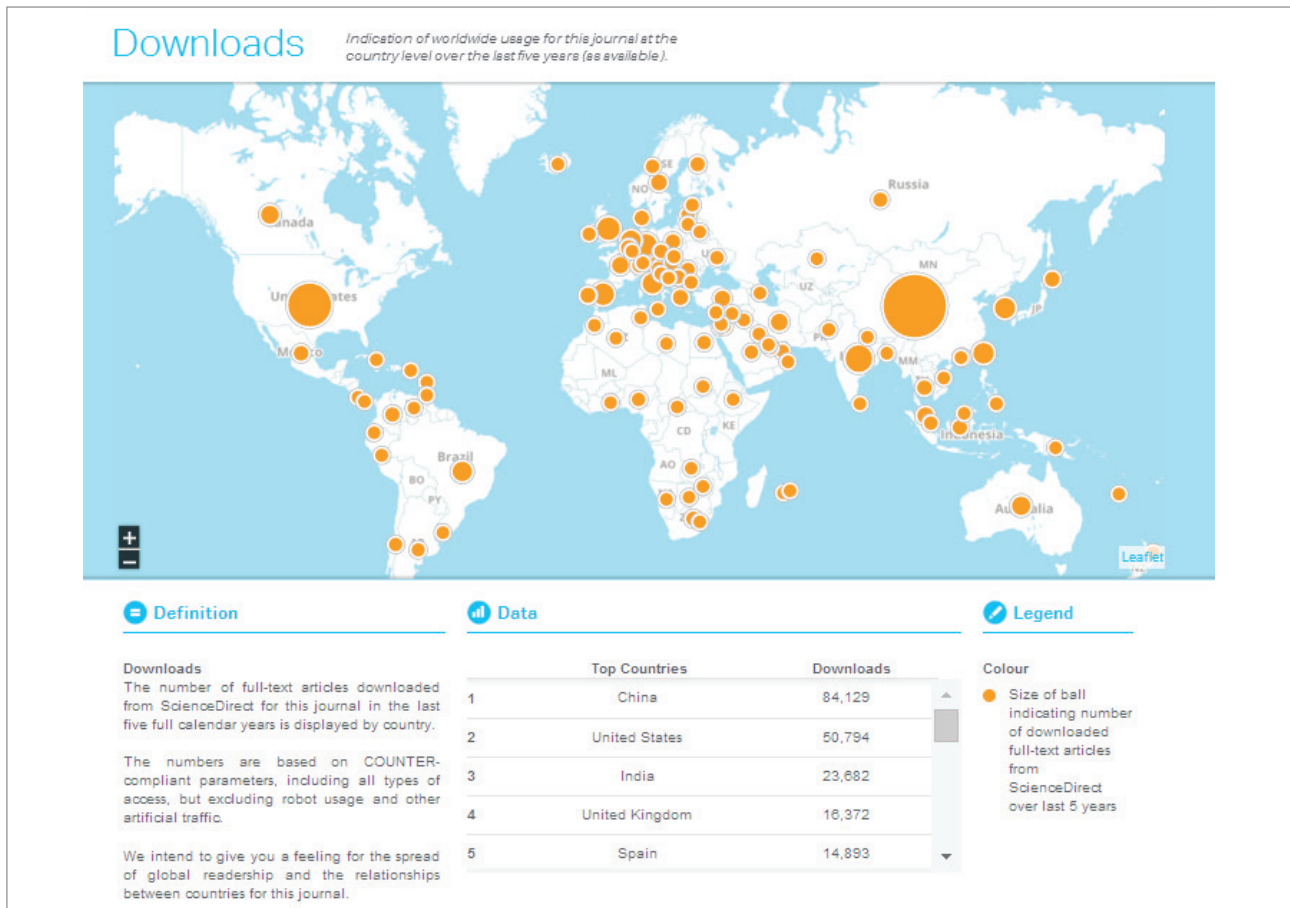 Downloads
Indication of worldwide usage for this journal at the
country level over the last five years (as available).
SE
NO
Russia
Canada
MN
UZ
United States
JP
Mexico
MM
ML
CD
KE
Indonesia
Brazil
BO
AO
PY
Australia
Leaflet
+
−
Definition
Downloads
The number of full-text articles downloaded
from ScienceDirect for this journal in the last
five full calendar years is displayed by country.
The numbers are based on COUNTER-
compliant parameters, including all types of
access, but excluding robot usage and other
artificial traffic.
We intend to give you a feeling for the spread
of global readership and the relationships
between countries for this journal.
Data
Top Countries Downloads
1 China 84,129
2 United States 50,794
3 India 23,682
4 United Kingdom 16,372
5 Spain 14,893
Legend
Colour
Size of ball
indicating number
of downloaded
full-text articles
from
ScienceDirect
over last 5 years